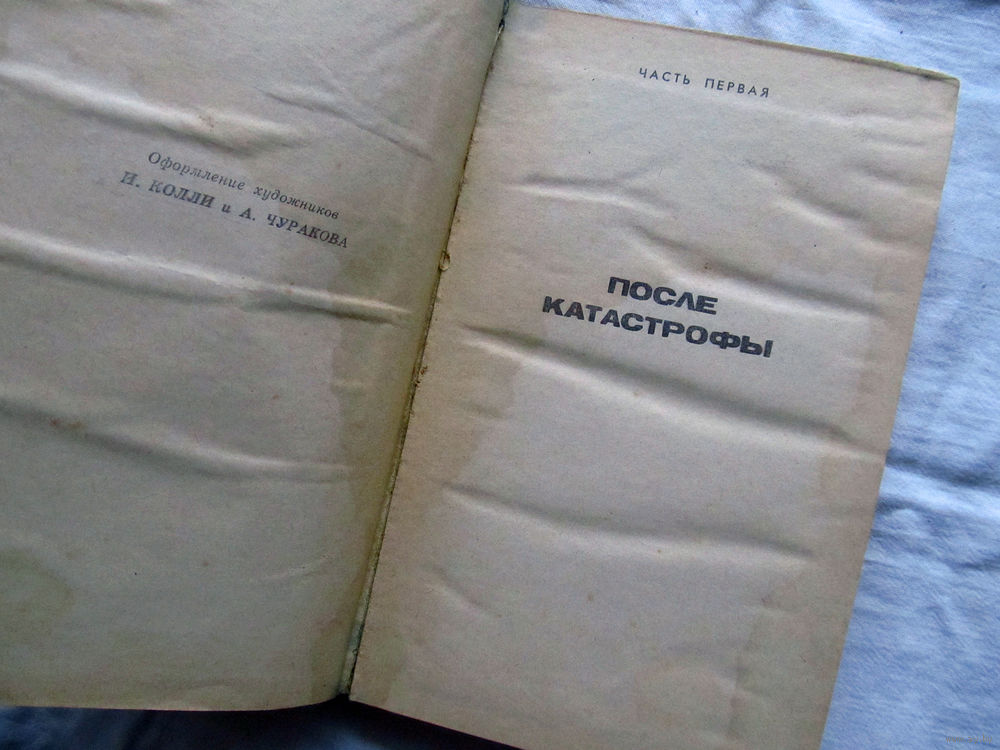 Оформление художников
И. КОЛЛИ и А. ЧУРАКОВА
ЧАСТЬ ПЕРВАЯ
ПОСЛЕ
КАТАСТРОФЫ